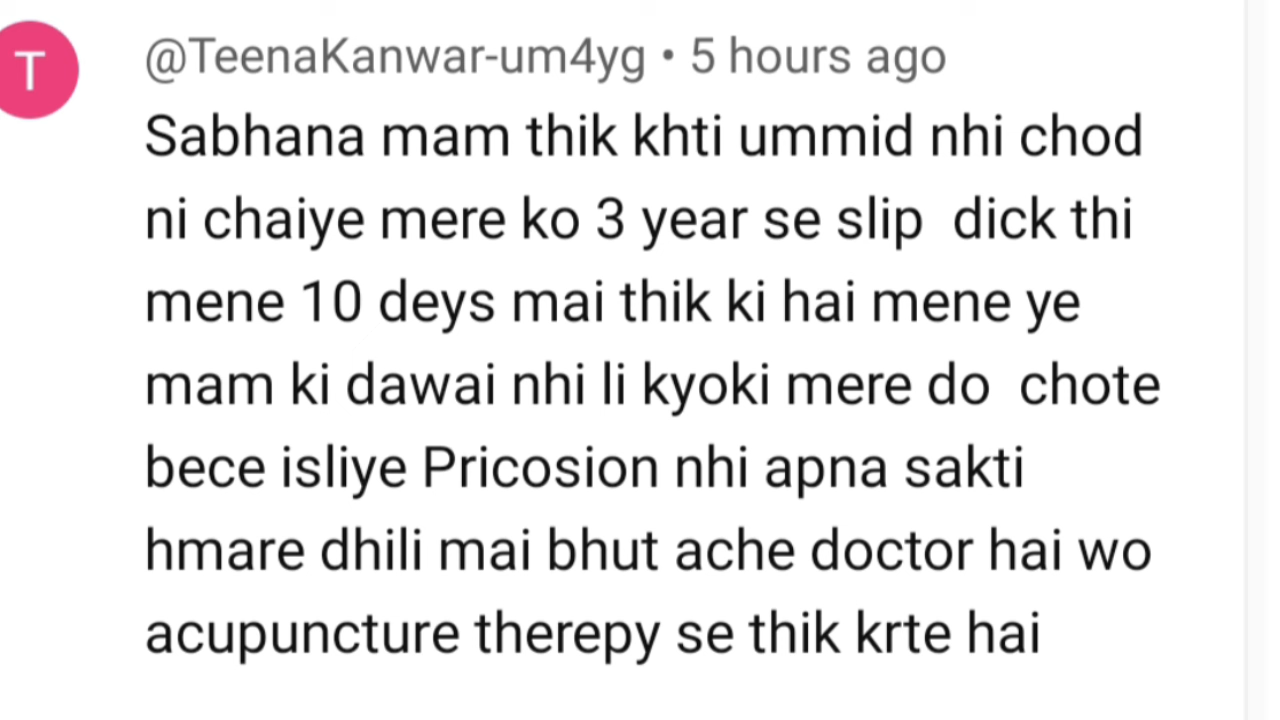 T
@TeenaKanwar-um4yg • 5 hours ago
Sabhana mam thik khti ummid nhi chod
ni chaiye mere ko 3 year se slip dick thi
mene 10 deys mai thik ki hai mene ye
mam ki dawai nhi li kyoki mere do chote
bece isliye Pricosion nhi apna sakti
hmare dhili mai bhut ache doctor hai wo
acupuncture therepy se thik krte hai